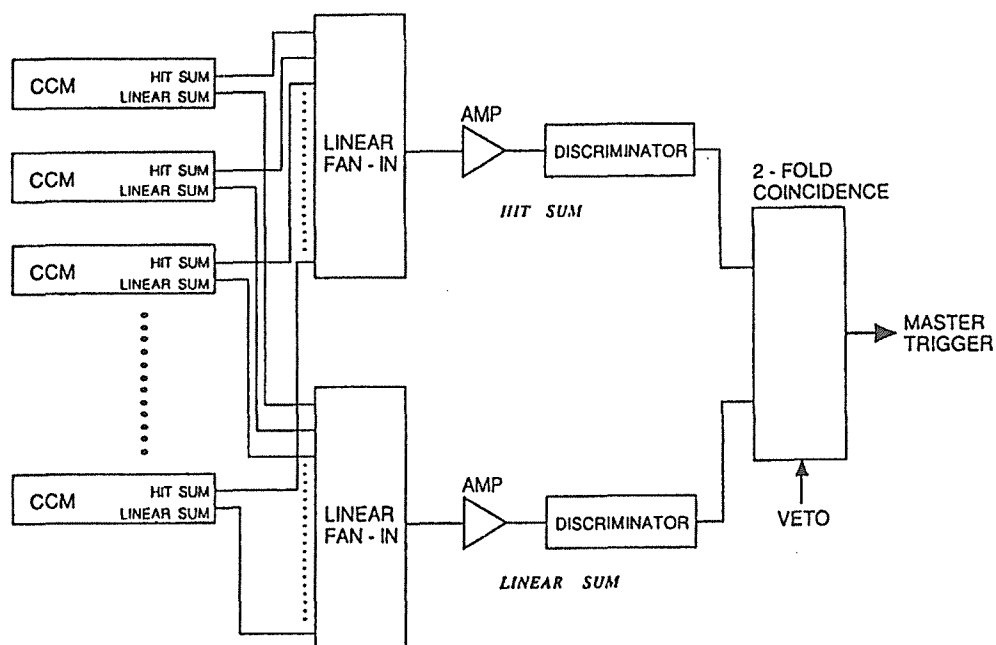 CCM
HIT SUM
LINEAR SUM
CCM
HIT SUM
LINEAR SUM
CCM
HIT SUM
LINEAR SUM
CCM
HIT SUM
LINEAR SUM
LINEAR
FAN - IN
AMP
DISCRIMINATOR
HIT SUM
2 - FOLD
COINCIDENCE
MASTER
TRIGGER
VETO
LINEAR
FAN - IN
AMP
DISCRIMINATOR
LINEAR SUM